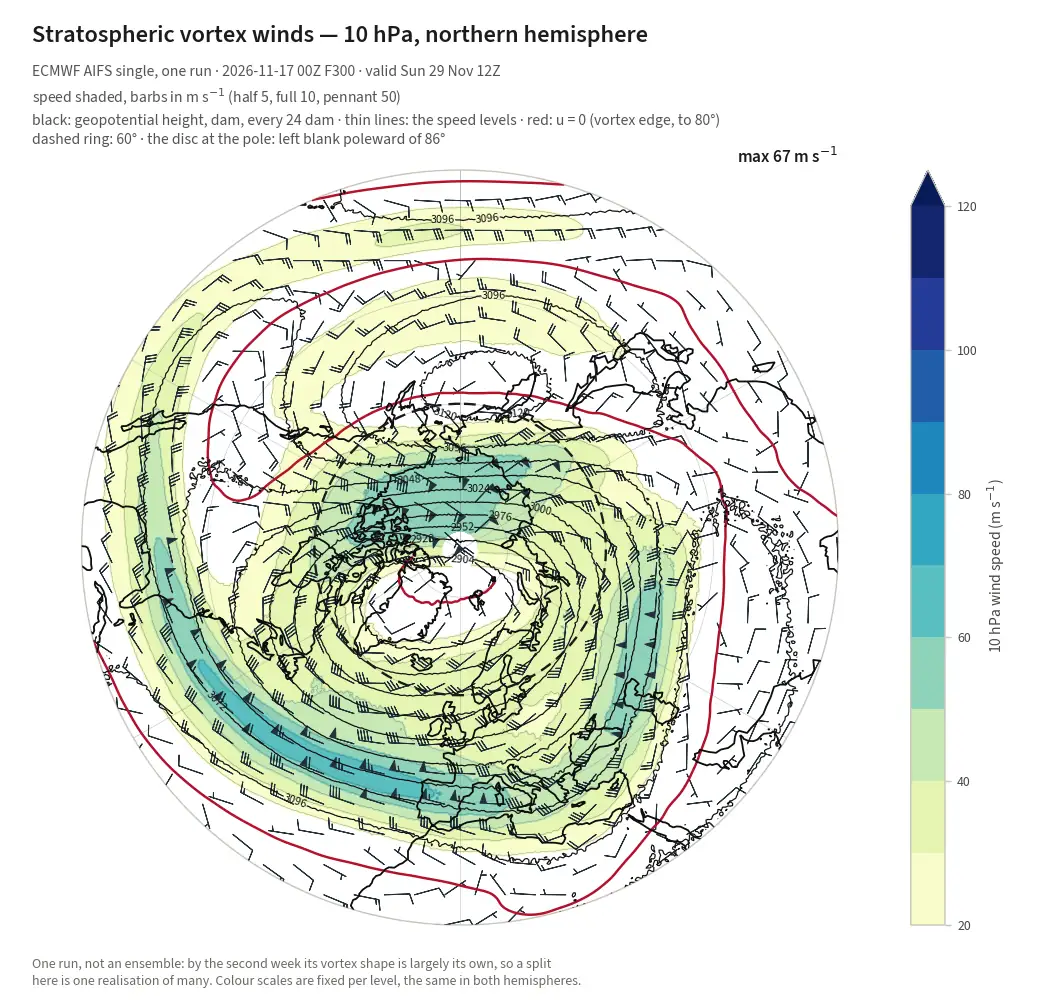 Stratospheric vortex winds — 10 hPa, northern hemisphere
ECMWF AIFS single, one run · 2026-11-17 00Z F300 · valid Sun 29 Nov 12Z
speed shaded, barbs in m s⁻¹ (half 5, full 10, pennant 50)
black: geopotential height, dam, every 24 dam · thin lines: the speed levels · red: u = 0 (vortex edge, to 80°)
dashed ring: 60° · the disc at the pole: left blank poleward of 86°
max 67 m s⁻¹
120
100
80
60
40
20
10 hPa wind speed (m s⁻¹)
3096 3096
3096
3120
3048
3024
3000
2976
2952
2928
2904
3096
One run, not an ensemble: by the second week its vortex shape is largely its own, so a split
here is one realisation of many. Colour scales are fixed per level, the same in both hemispheres.